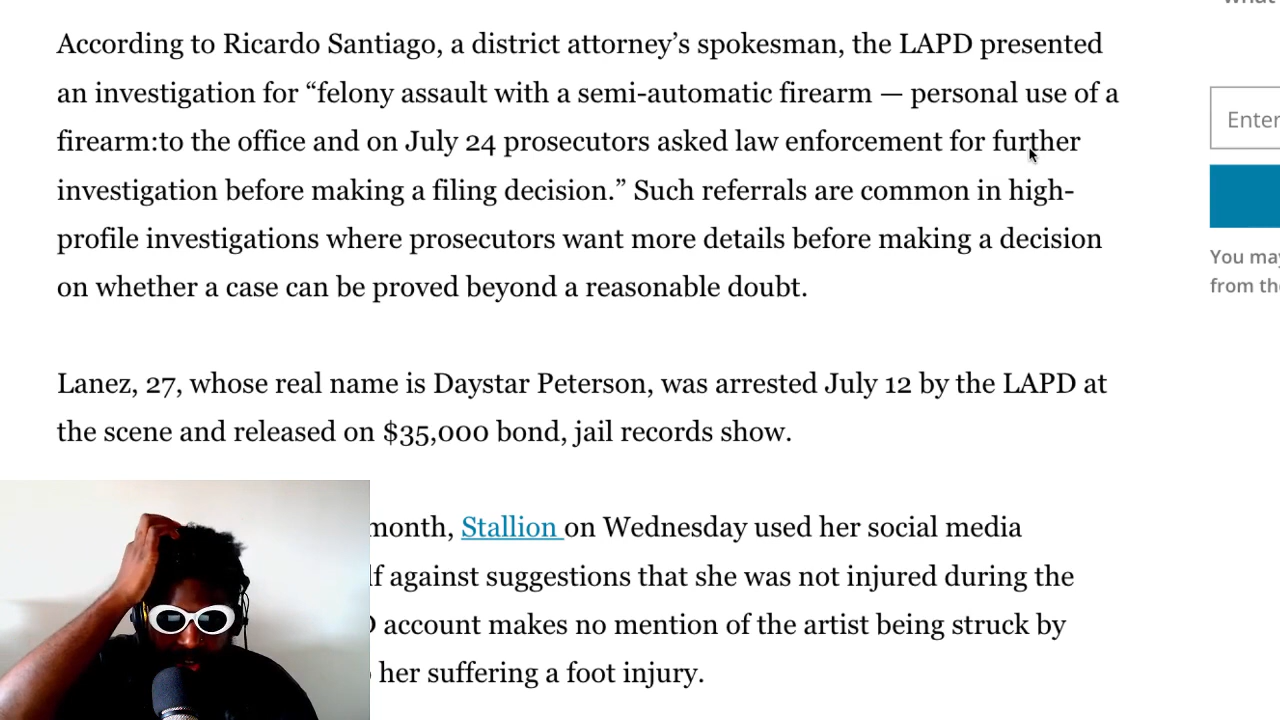 what
According to Ricardo Santiago, a district attorney’s spokesman, the LAPD presented
an investigation for “felony assault with a semi-automatic firearm — personal use of a
firearm:to the office and on July 24 prosecutors asked law enforcement for further
investigation before making a filing decision.” Such referrals are common in high-
profile investigations where prosecutors want more details before making a decision
on whether a case can be proved beyond a reasonable doubt.
Lanez, 27, whose real name is Daystar Peterson, was arrested July 12 by the LAPD at
the scene and released on $35,000 bond, jail records show.
month, Stallion on Wednesday used her social media
against suggestions that she was not injured during the
account makes no mention of the artist being struck by
her suffering a foot injury.
Enter
You may
from